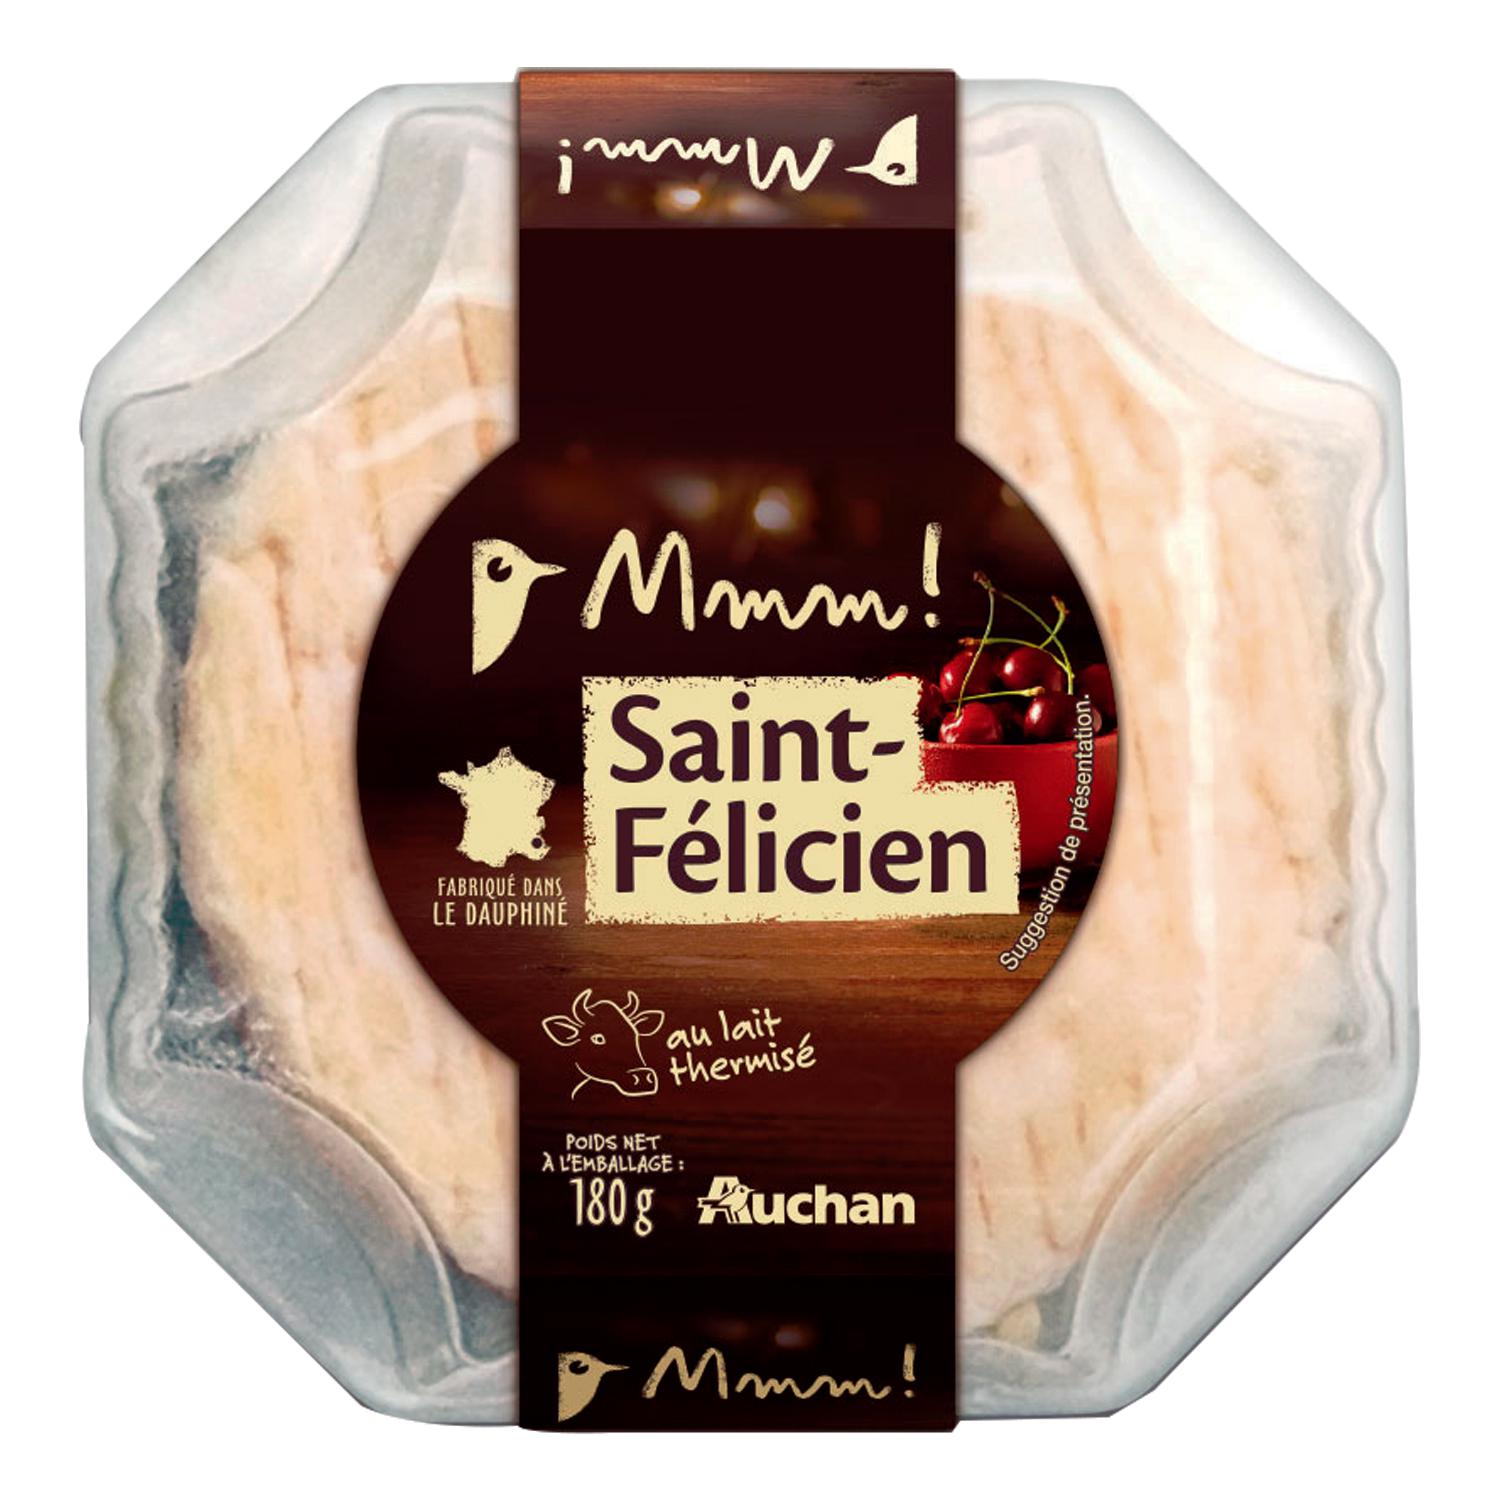 Mmm!
Mmm!
Saint-
Félicien
FABRIQUÉ DANS
LE DAUPHINÉ
Suggestion de présentation.
au lait
thermisé
POIDS NET
À L'EMBALLAGE :
180 g
Auchan
Mmm!